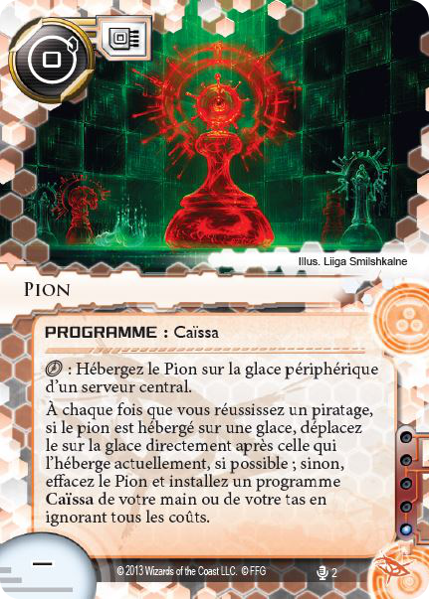 Illus. Liiga Smilshkalne
PION
PROGRAMME : Caïssa
: Hébergez le Pion sur la glace périphérique
d'un serveur central.
À chaque fois que vous réussissez un piratage,
si le pion est hébergé sur une glace, déplacez
le sur la glace directement après celle qui
l'héberge actuellement, si possible ; sinon,
effacez le Pion et installez un programme
Caïssa de votre main ou de votre tas en
ignorant tous les coûts.
–
© 2013 Wizards of the Coast LLC. © FFG
2